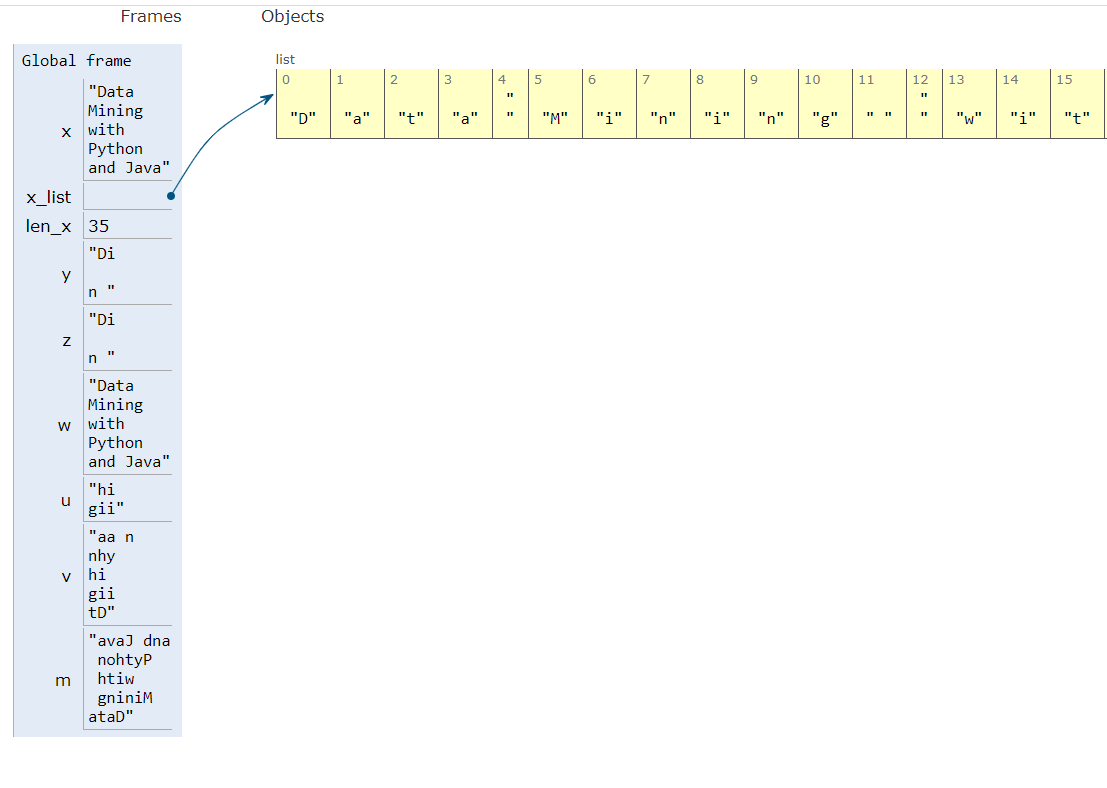 Frames Objects
Global frame
x
"Data
Mining
with
Python
and Java"
x_list
len_x 35
y
"Di
n "
z
"Di
n "
w
"Data
Mining
with
Python
and Java"
u
"hi
gii"
v
"aa n
nhy
hi
gii
tD"
m
"avaJ dna
nohtyP
htiw
gniniM
ataD"
list
0 1 2 3 4 5 6 7 8 9 10 11 12 13 14 15
" "
"D" "a" "t" "a" " "M" "i" "n" "i" "n" "g" " " " "w" "i" "t"